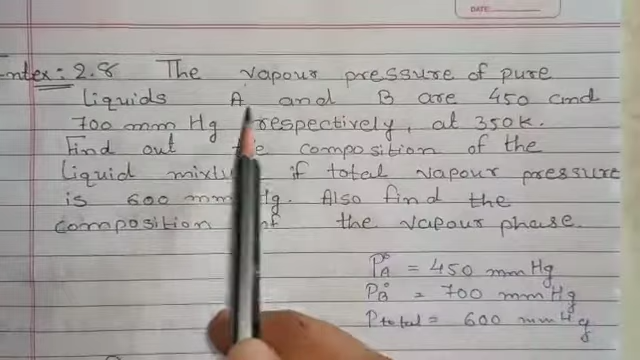 DATE:
Intex: 2.8 The vapour pressure of pure
liquids A and B are 450 and
700 mm Hg respectively, at 350K.
Find out the composition of the
liquid mixture if total vapour pressure
is 600 mm Hg. Also find the
composition of the vapour phase.
P°A = 450 mm Hg
P°B = 700 mm Hg
Ptotal = 600 mm Hg